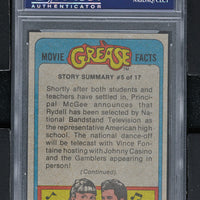 AUTHENTICATOR
MOVIE GREASE FACTS
STORY SUMMARY #5 of 17
Shortly after both students and
teachers have settled in, Princi-
pal McGee announces that
Rydell has been selected by
National Bandstand Television
as the representative American
high school. The national dance-
off will be telecast with Vince Fon-
taine hosting with Johnny Casino
and the Gamblers appearing in
person!
(Continued).